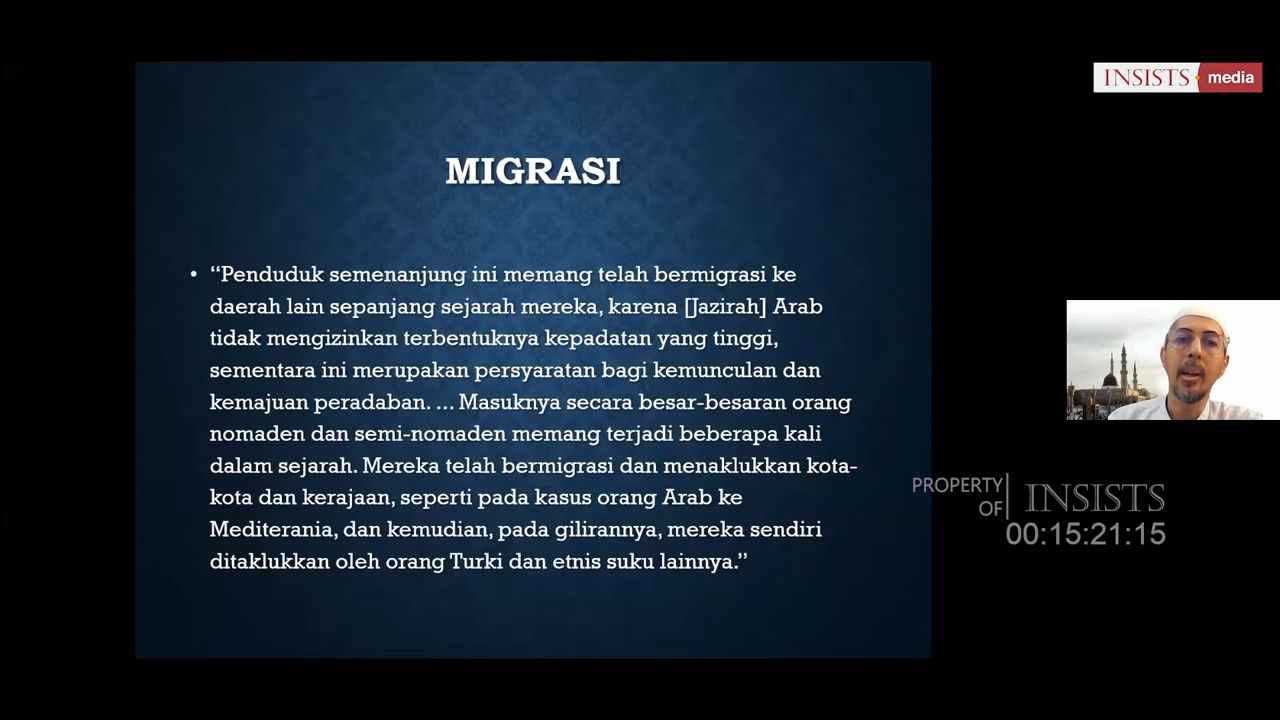 INSISTS media
MIGRASI
• “Penduduk semenanjung ini memang telah bermigrasi ke
daerah lain sepanjang sejarah mereka, karena [Jazirah] Arab
tidak mengizinkan terbentuknya kepadatan yang tinggi,
sementara ini merupakan persyaratan bagi kemunculan dan
kemajuan peradaban. ... Masuknya secara besar-besaran orang
nomaden dan semi-nomaden memang terjadi beberapa kali
dalam sejarah. Mereka telah bermigrasi dan menaklukkan kota-
kota dan kerajaan, seperti pada kasus orang Arab ke
Mediterania, dan kemudian, pada gilirannya, mereka sendiri
ditaklukkan oleh orang Turki dan etnis suku lainnya.”
PROPERTY
OF
INSISTS
00:15:21:15